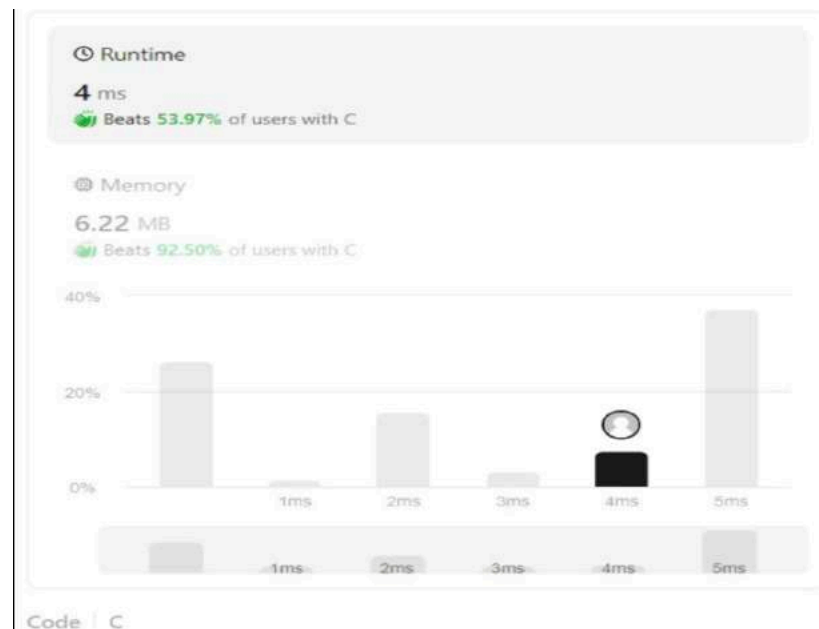 Runtime
4 ms
Beats 53.97% of users with C
Memory
6.22 MB
Beats 92.50% of users with C
40%
20%
0%
1ms 2ms 3ms 4ms 5ms
1ms 2ms 3ms 4ms 5ms
Code | C